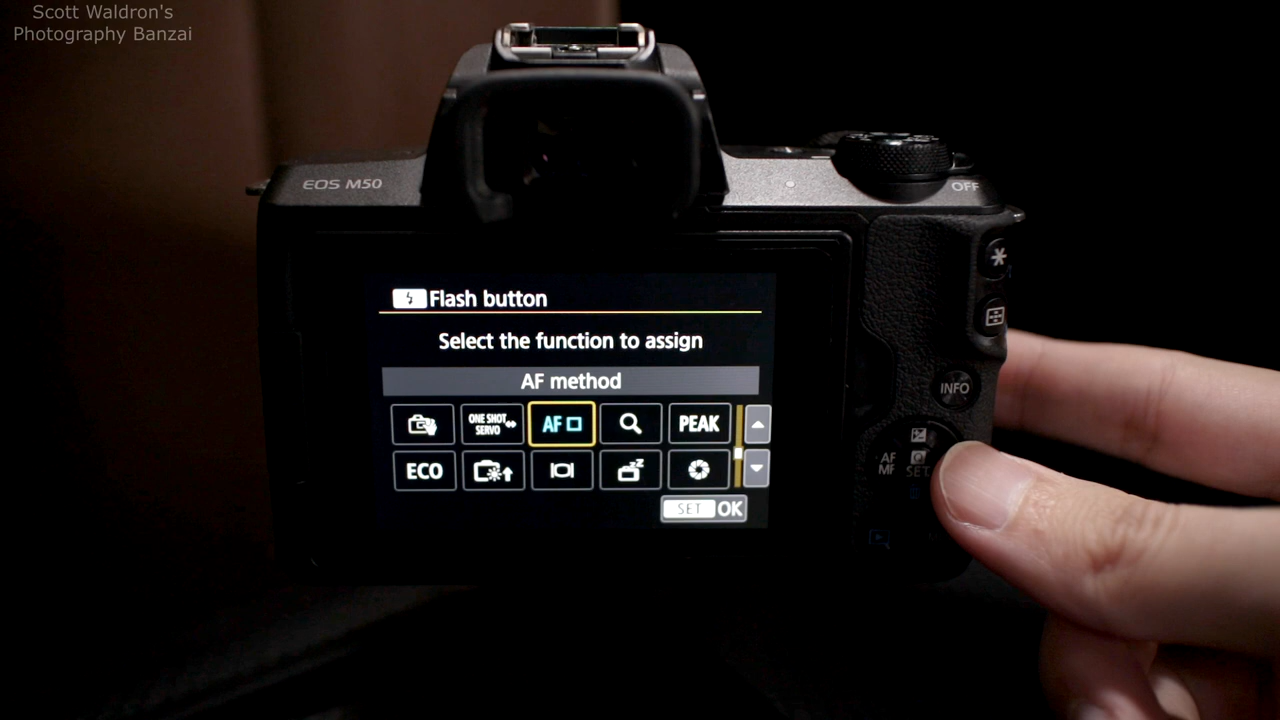 Scott Waldron's
Photography Banzai
EOS M50
OFF
Flash button
Select the function to assign
AF method
ONE SHOT
SERVO
AF
PEAK
ECO
SET OK
INFO
AF
MF
SET